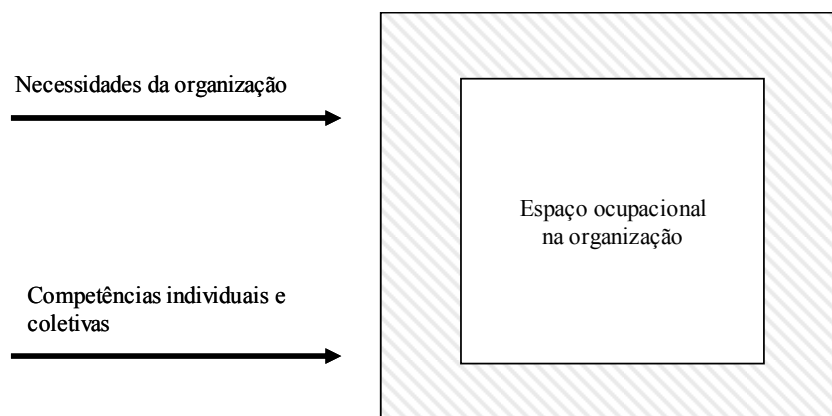 Necessidades da organização
Espaço ocupacional
na organização
Competências individuais e
coletivas